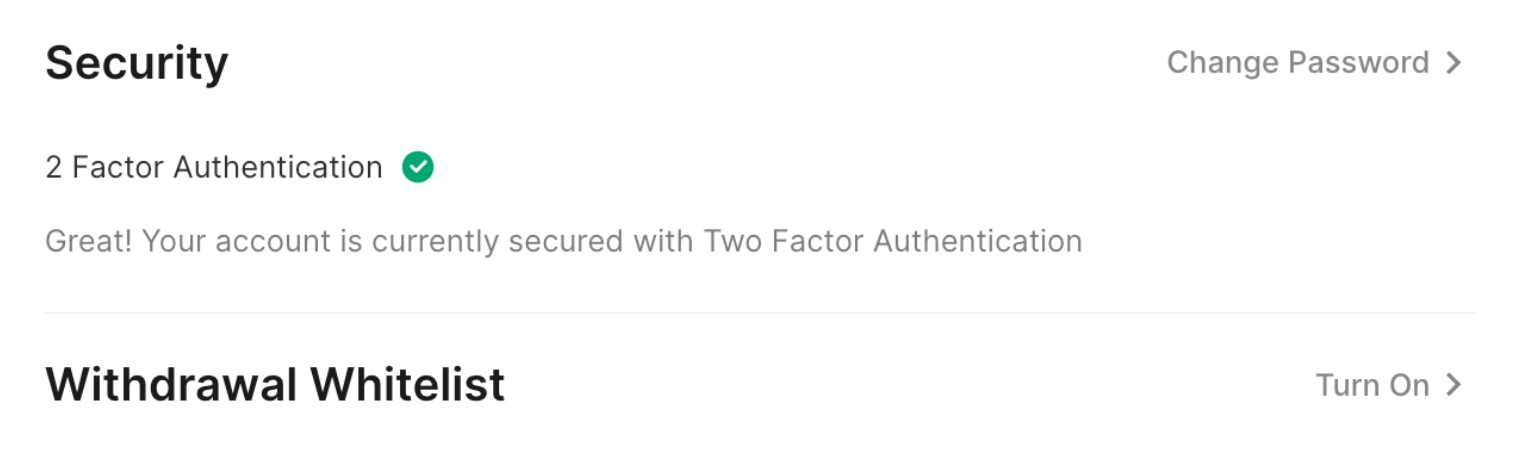 Security
Change Password
2 Factor Authentication
Great! Your account is currently secured with Two Factor Authentication
Withdrawal Whitelist
Turn On